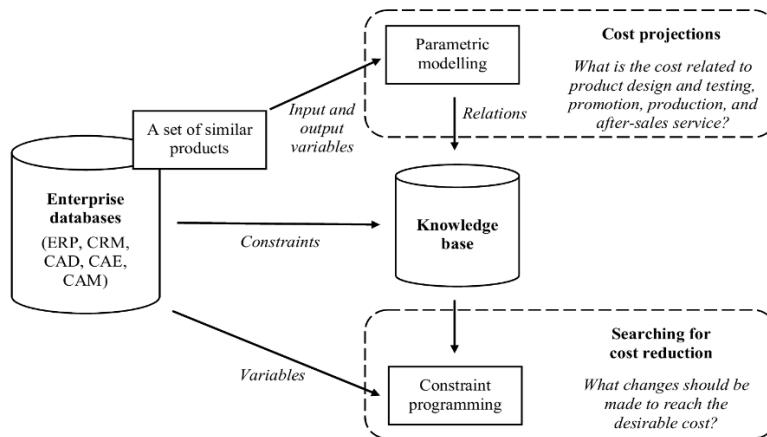 Parametric
modelling
Cost projections
What is the cost related to
product design and testing,
promotion, production, and
after-sales service?
A set of similar
products
Input and
output
variables
Relations
Enterprise
databases
(ERP, CRM,
CAD, CAE,
CAM)
Constraints
Knowledge
base
Variables
Constraint
programming
Searching for
cost reduction
What changes should be
made to reach the
desirable cost?